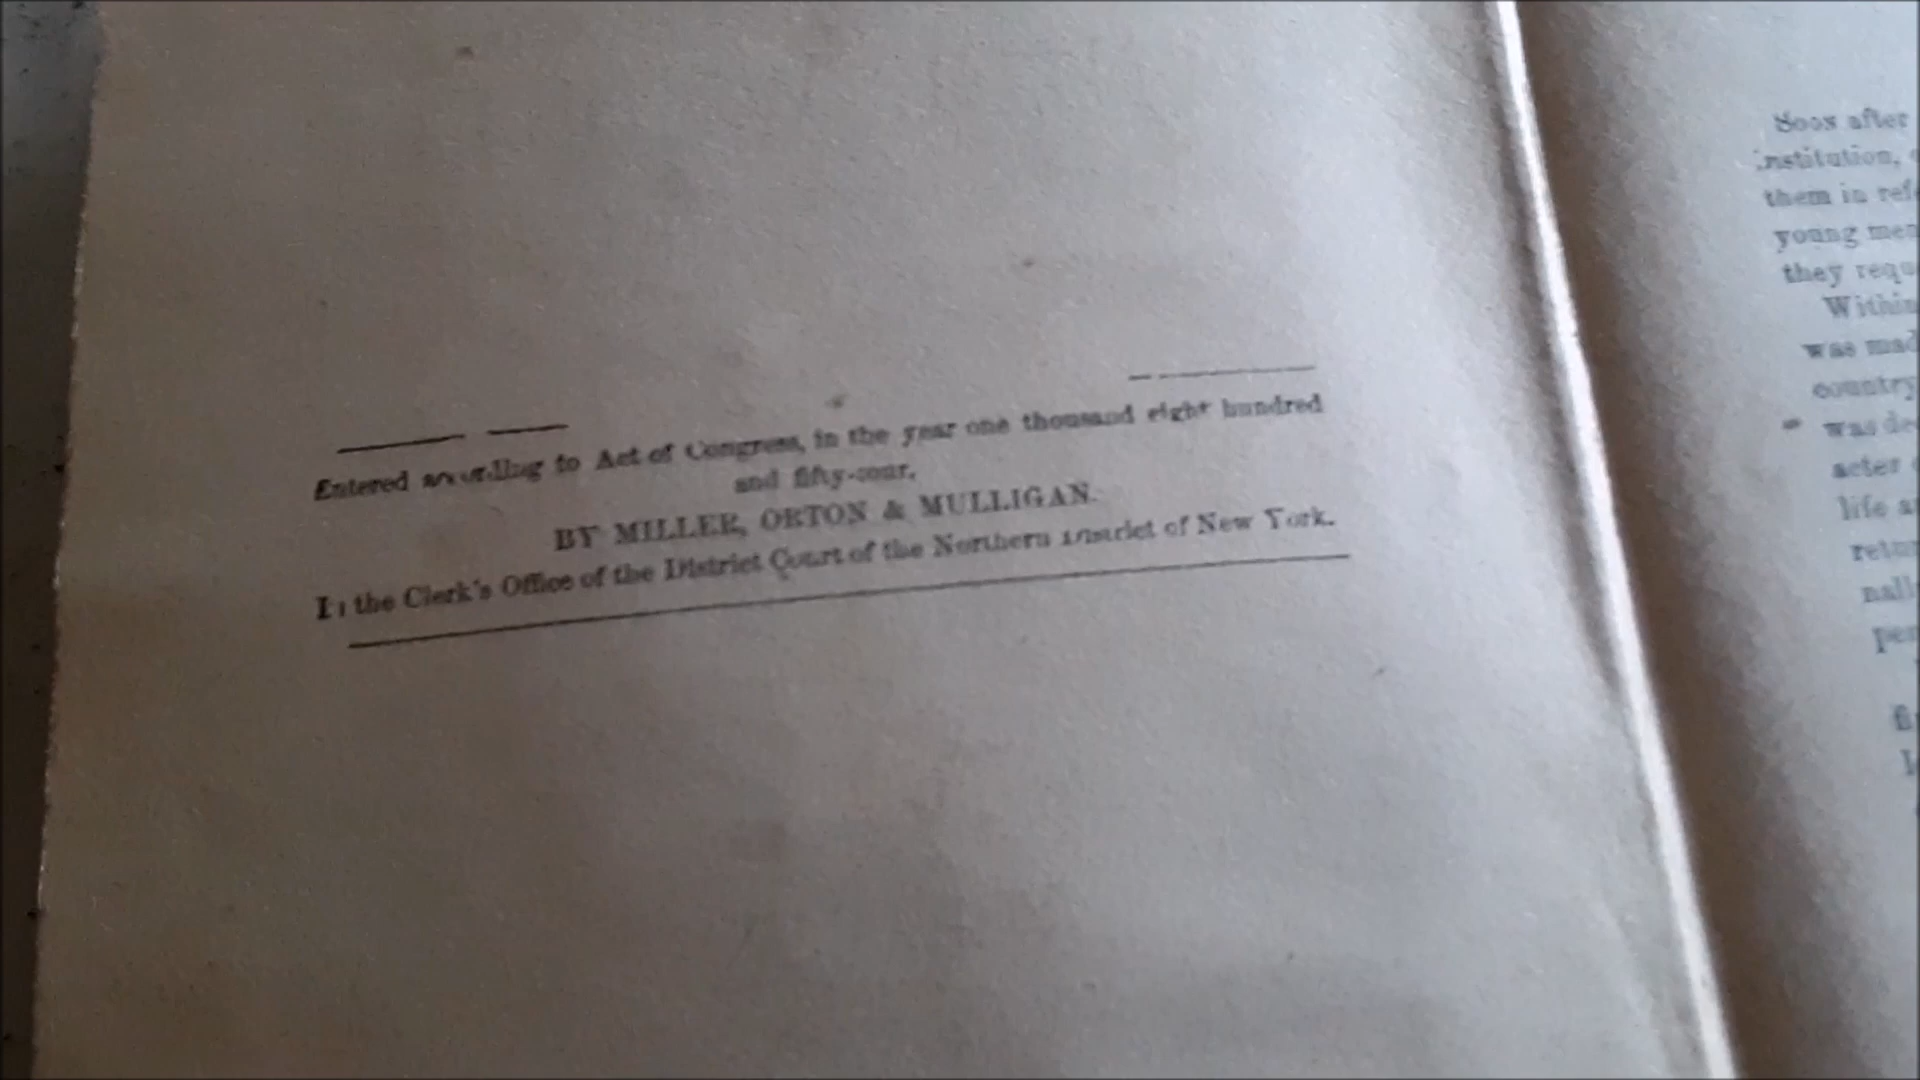 Entered according to Act of Congress, in the year one thousand eight hundred
and fifty-four,
BY MILLER, ORTON & MULLIGAN.
In the Clerk's Office of the District Court of the Northern District of New York.
Soon after
institution,
them in
young
they
Within
was
country
was
acter
life